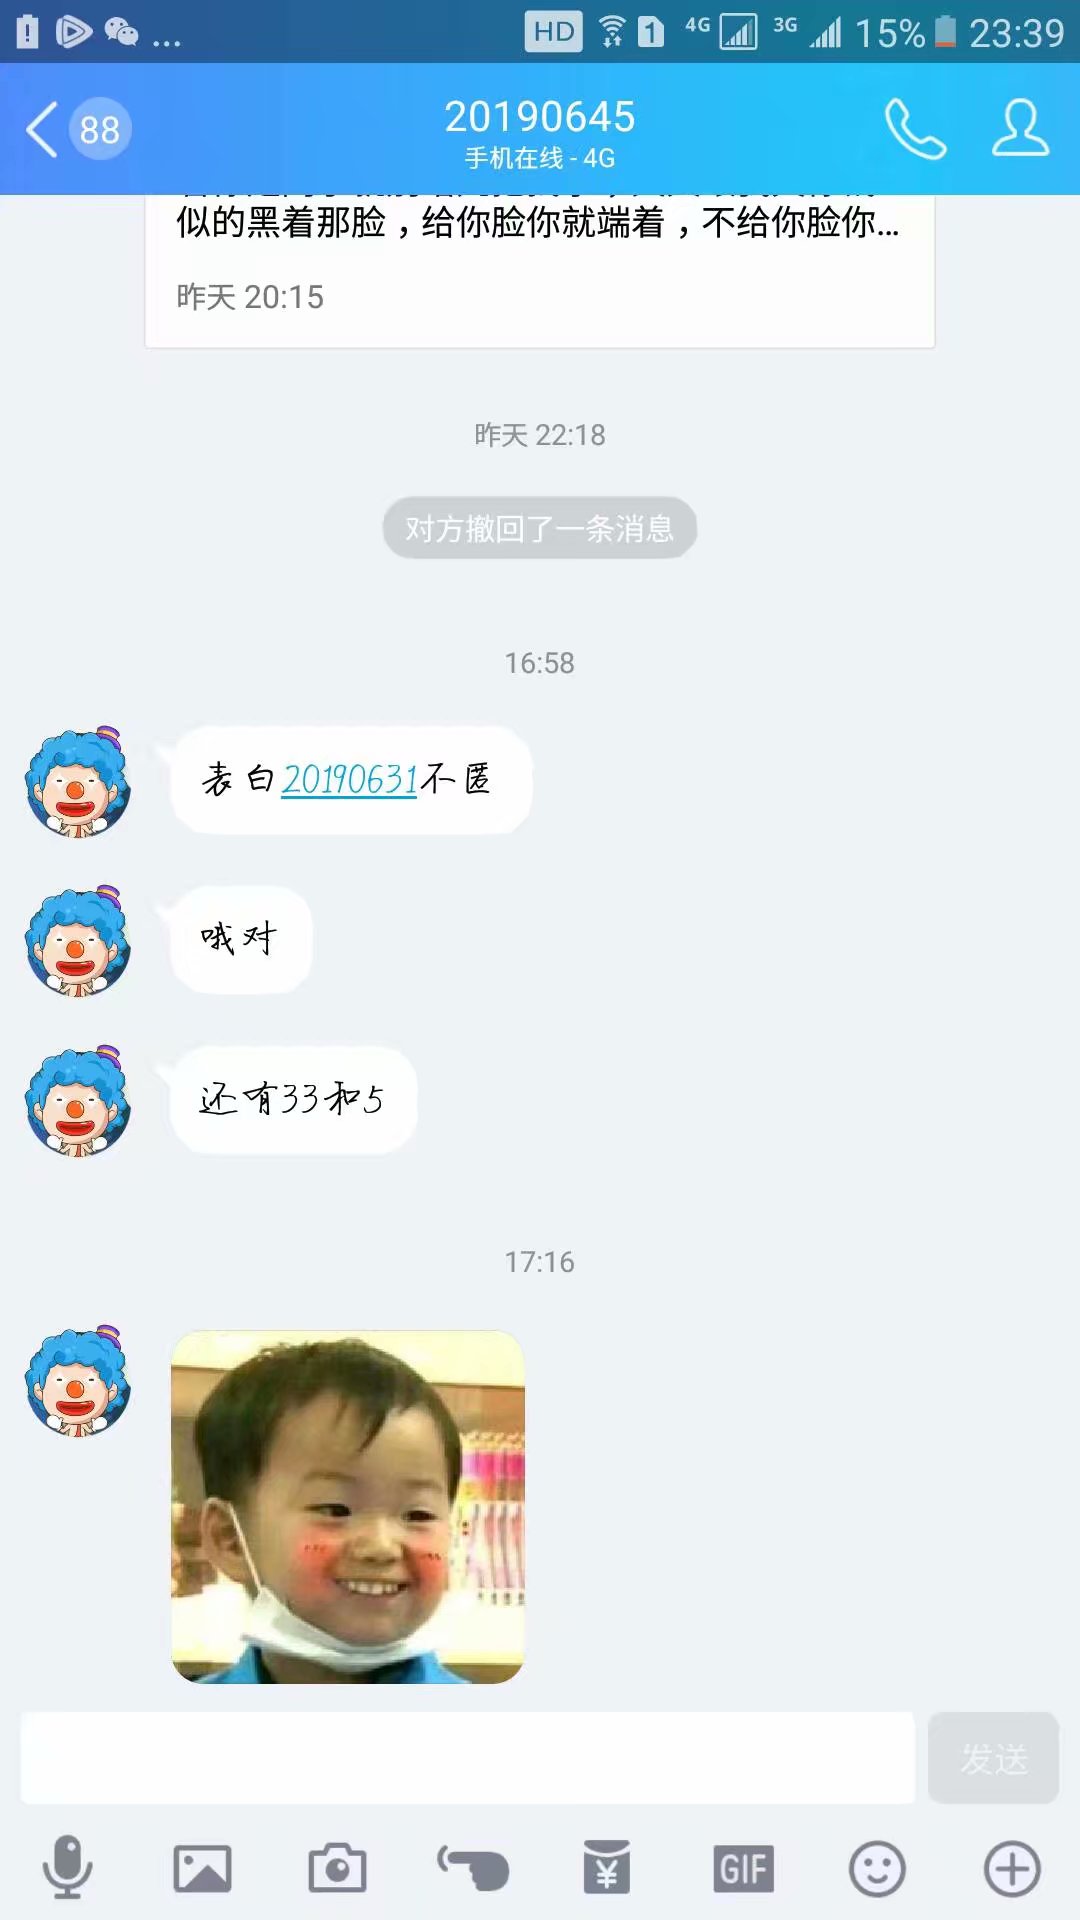 HD 1 4G 3G 15% 23:39
88
20190645
手机在线 - 4G
似的黑着那脸，给你脸你就端着，不给你脸你...
昨天 20:15
昨天 22:18
对方撤回了一条消息
16:58
表白20190631不匿
哦对
还有33和5
17:16
发送
GIF